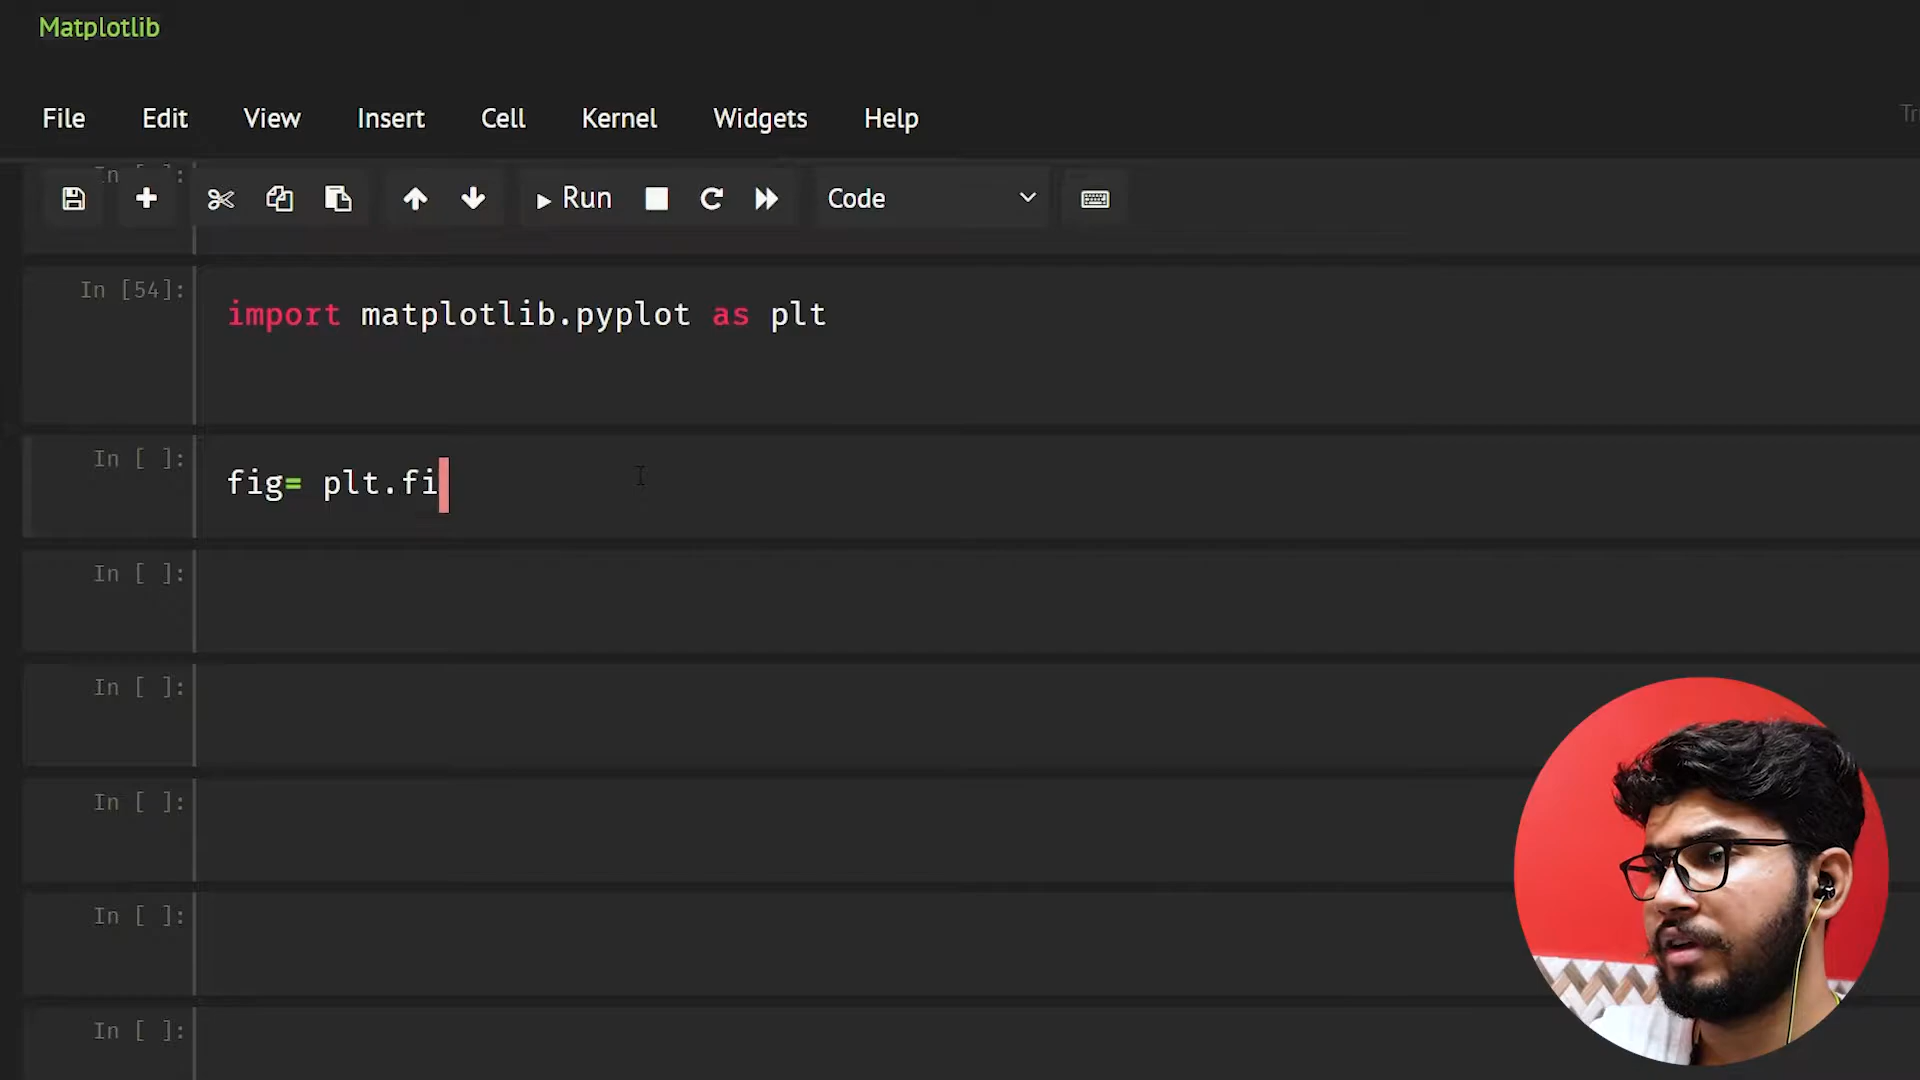 Matplotlib
File Edit View Insert Cell Kernel Widgets Help
In [ ]:
Run Code
In [54]: import matplotlib.pyplot as plt
In [ ]: fig= plt.fi
In [ ]:
In [ ]:
In [ ]:
In [ ]:
In [ ]: